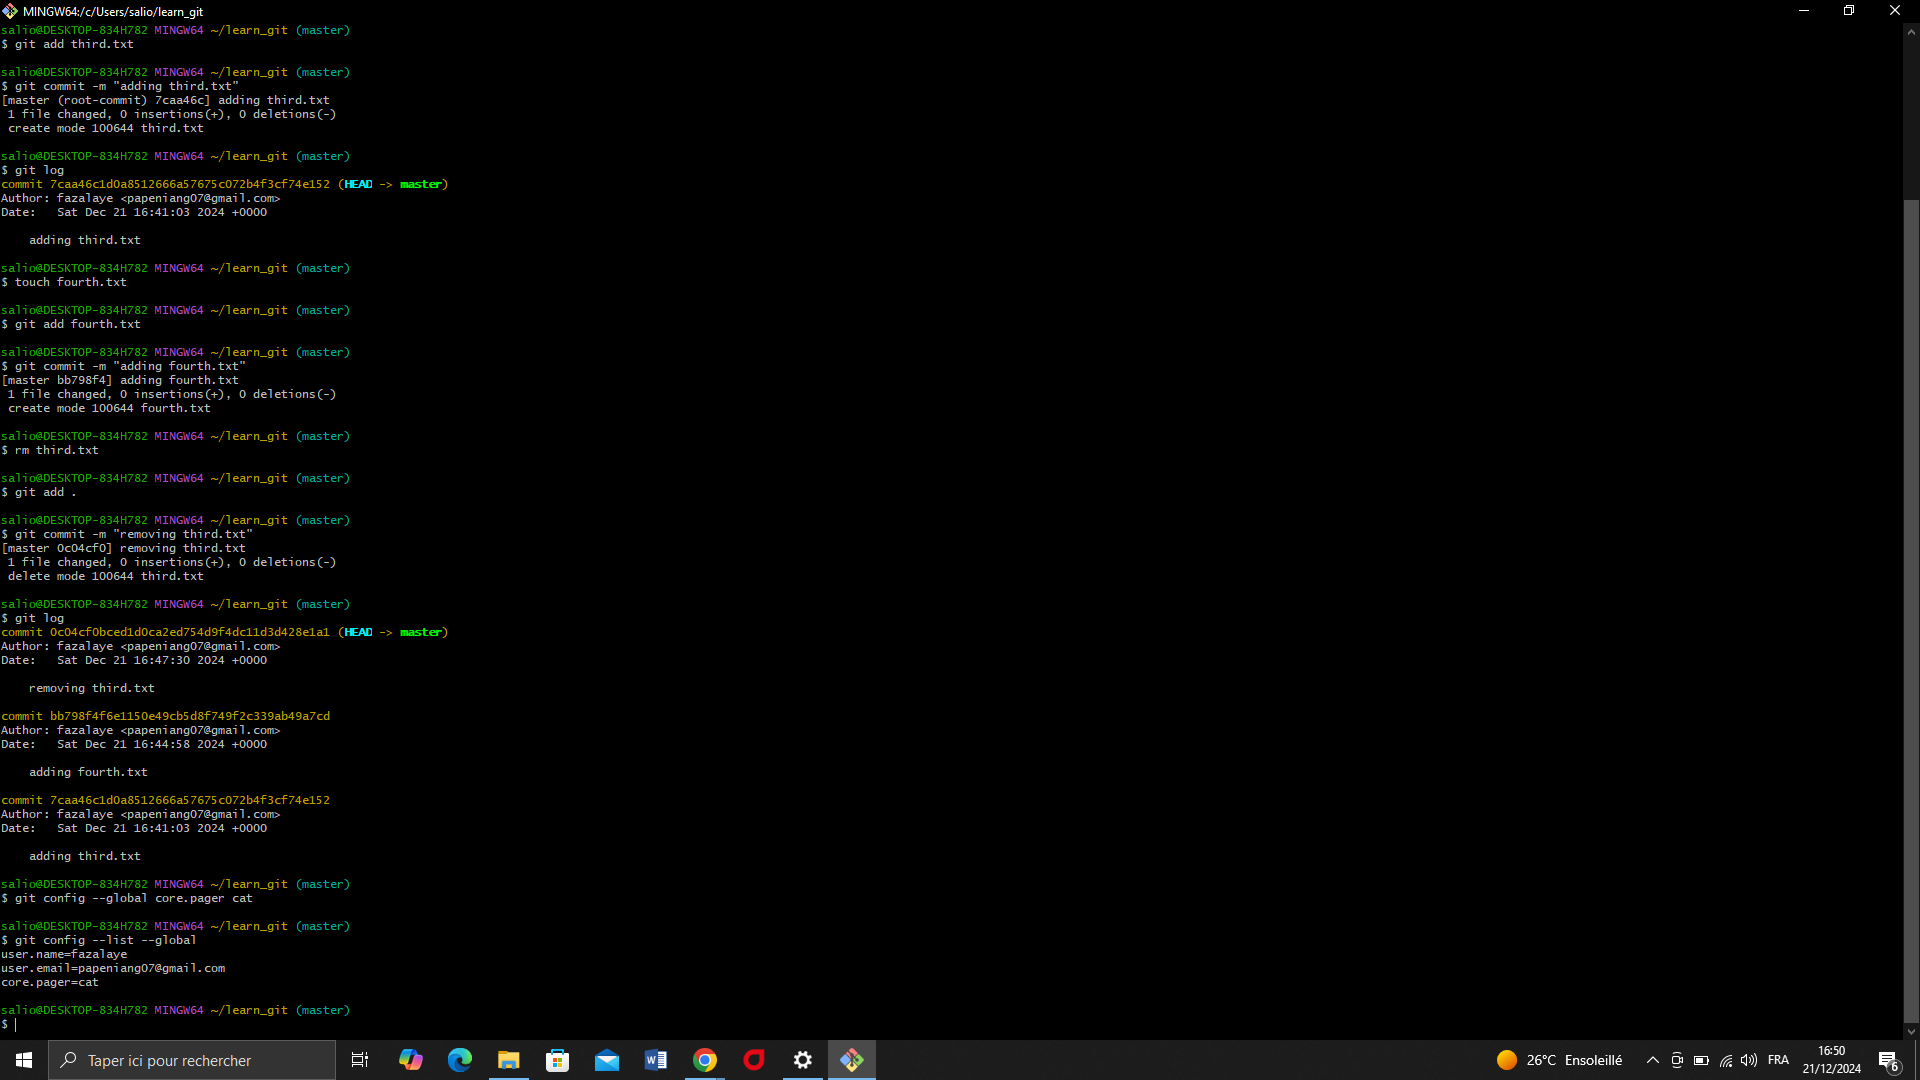 MINGW64:/c/Users/salio/learn_git
salio@DESKTOP-834H782 MINGW64 ~/learn_git (master)
$ git add third.txt
salio@DESKTOP-834H782 MINGW64 ~/learn_git (master)
$ git commit -m "adding third.txt"
[master (root-commit) 7caa46c] adding third.txt
 1 file changed, 0 insertions(+), 0 deletions(-)
 create mode 100644 third.txt
salio@DESKTOP-834H782 MINGW64 ~/learn_git (master)
$ git log
commit 7caa46c1d0a8512666a57675c072b4f3cf74e152 (HEAD -> master)
Author: fazalaye <papeniang07@gmail.com>
Date:   Sat Dec 21 16:41:03 2024 +0000
    adding third.txt
salio@DESKTOP-834H782 MINGW64 ~/learn_git (master)
$ touch fourth.txt
salio@DESKTOP-834H782 MINGW64 ~/learn_git (master)
$ git add fourth.txt
salio@DESKTOP-834H782 MINGW64 ~/learn_git (master)
$ git commit -m "adding fourth.txt"
[master bb798f4] adding fourth.txt
 1 file changed, 0 insertions(+), 0 deletions(-)
 create mode 100644 fourth.txt
salio@DESKTOP-834H782 MINGW64 ~/learn_git (master)
$ rm third.txt
salio@DESKTOP-834H782 MINGW64 ~/learn_git (master)
$ git add .
salio@DESKTOP-834H782 MINGW64 ~/learn_git (master)
$ git commit -m "removing third.txt"
[master 0c04cf0] removing third.txt
 1 file changed, 0 insertions(+), 0 deletions(-)
 delete mode 100644 third.txt
salio@DESKTOP-834H782 MINGW64 ~/learn_git (master)
$ git log
commit 0c04cf0bced1d0ca2ed754d9f4dc11d3d428e1a1 (HEAD -> master)
Author: fazalaye <papeniang07@gmail.com>
Date:   Sat Dec 21 16:47:30 2024 +0000
    removing third.txt
commit bb798f4f6e1150e49cb5d8f749f2c339ab49a7cd
Author: fazalaye <papeniang07@gmail.com>
Date:   Sat Dec 21 16:44:58 2024 +0000
    adding fourth.txt
commit 7caa46c1d0a8512666a57675c072b4f3cf74e152
Author: fazalaye <papeniang07@gmail.com>
Date:   Sat Dec 21 16:41:03 2024 +0000
    adding third.txt
salio@DESKTOP-834H782 MINGW64 ~/learn_git (master)
$ git config --global core.pager cat
salio@DESKTOP-834H782 MINGW64 ~/learn_git (master)
$ git config --list --global
user.name=fazalaye
user.email=papeniang07@gmail.com
core.pager=cat
salio@DESKTOP-834H782 MINGW64 ~/learn_git (master)
$
Taper ici pour rechercher
26°C Ensoleillé
FRA
16:50
21/12/2024
6